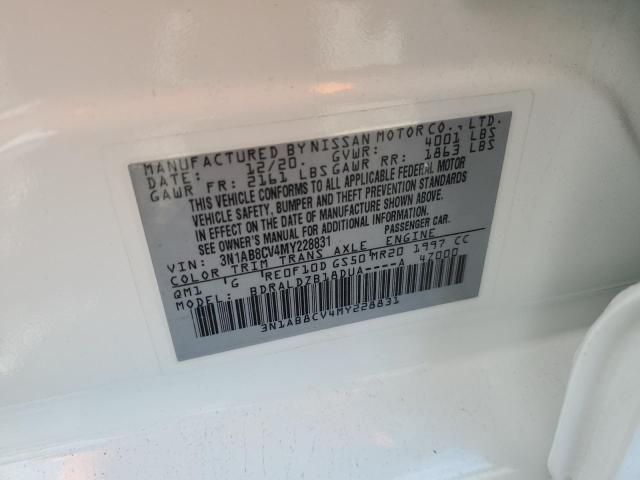 MANUFACTURED BY NISSAN MOTOR CO., LTD.
DATE: 12/20. GVWR: 4001 LBS
GAWR FR: 2161 LBS GAWR RR: 1863 LBS
THIS VEHICLE CONFORMS TO ALL APPLICABLE FEDERAL MOTOR
VEHICLE SAFETY, BUMPER AND THEFT PREVENTION STANDARDS
IN EFFECT ON THE DATE OF MANUFACTURE SHOWN ABOVE.
SEE OWNER'S MANUAL FOR ADDITIONAL INFORMATION.
VIN: 3N1AB8CV4MY228831 PASSENGER CAR.
COLOR TRIM TRANS AXLE ENGINE
QM1 'G RE0F10D GS50 MR20 1997 CC
MODEL: BDRALDZB18DUA----A 47000
3N1AB8CV4MY228831